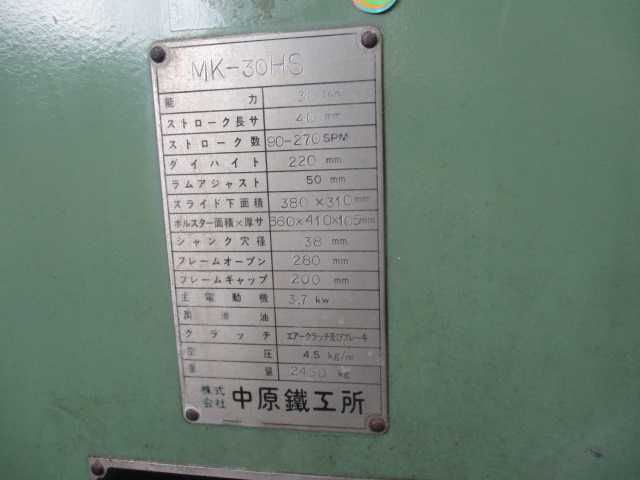 MK-30HS
能力 30 ton
ストローク長サ 40 mm
ストローク数 90-270 SPM
ダイハイト 220 mm
ラムアジャスト 50 mm
スライド下面積 380×310mm
ボルスター面積×厚サ 660×410×105mm
シャンク穴径 38 mm
フレームオープン 280 mm
フレームギャップ 200 mm
主電動機 3.7 kw
潤滑油
クラッチ エアークラッチ及びブレーキ
空圧 4.5 kg/㎠
重量 2450 kg
株式会社 中原鐵工所